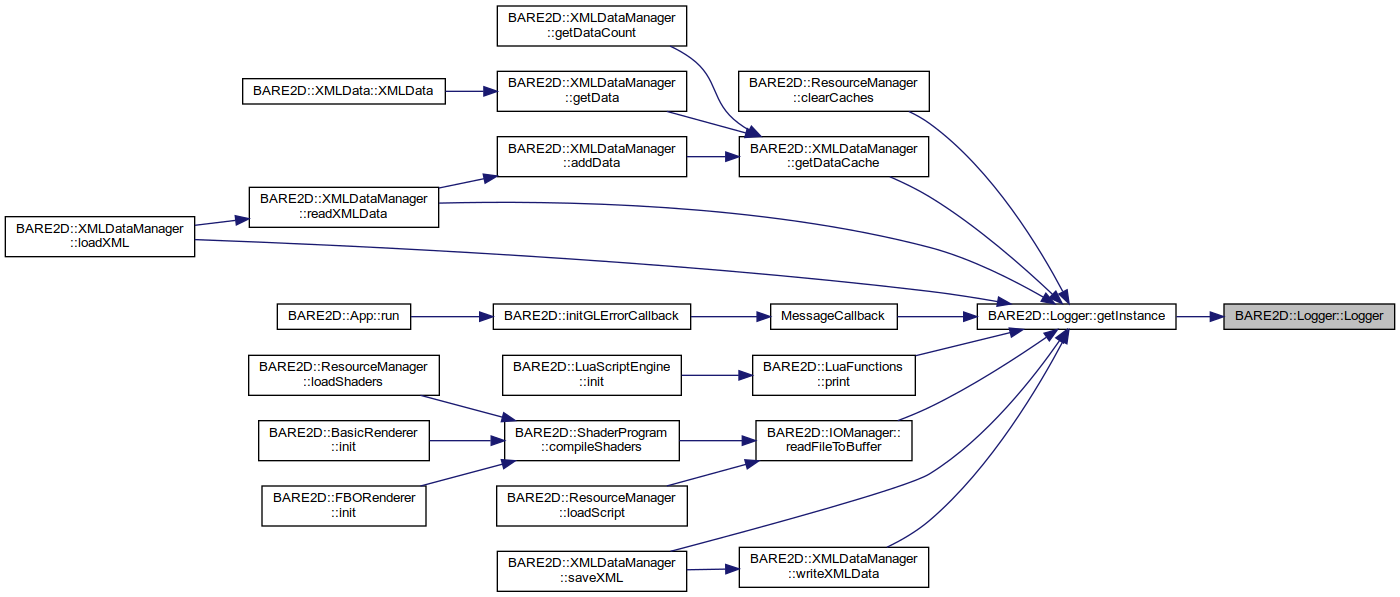 BARE2D::XMLDataManager
::getDataCount
BARE2D::XMLData::XMLData
BARE2D::XMLDataManager
::getData
BARE2D::ResourceManager
::clearCaches
BARE2D::XMLDataManager
::addData
BARE2D::XMLDataManager
::getDataCache
BARE2D::XMLDataManager
::readXMLData
BARE2D::XMLDataManager
::loadXML
BARE2D::App::run
BARE2D::initGLErrorCallback
MessageCallback
BARE2D::Logger::getInstance
BARE2D::Logger::Logger
BARE2D::ResourceManager
::loadShaders
BARE2D::LuaScriptEngine
::init
BARE2D::LuaFunctions
::print
BARE2D::BasicRenderer
::init
BARE2D::ShaderProgram
::compileShaders
BARE2D::IOManager::
readFileToBuffer
BARE2D::FBORenderer
::init
BARE2D::ResourceManager
::loadScript
BARE2D::XMLDataManager
::saveXML
BARE2D::XMLDataManager
::writeXMLData